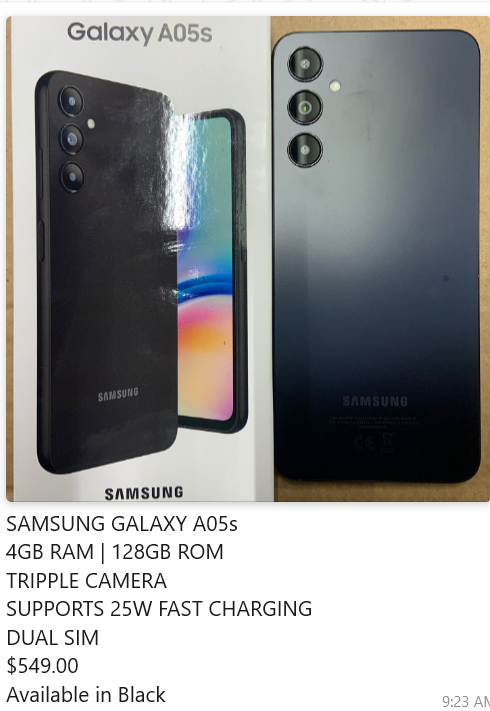 Galaxy A05s
SAMSUNG
SAMSUNG
SAMSUNG
SAMSUNG GALAXY A05s
4GB RAM | 128GB ROM
TRIPPLE CAMERA
SUPPORTS 25W FAST CHARGING
DUAL SIM
$549.00
Available in Black
9:23 AM